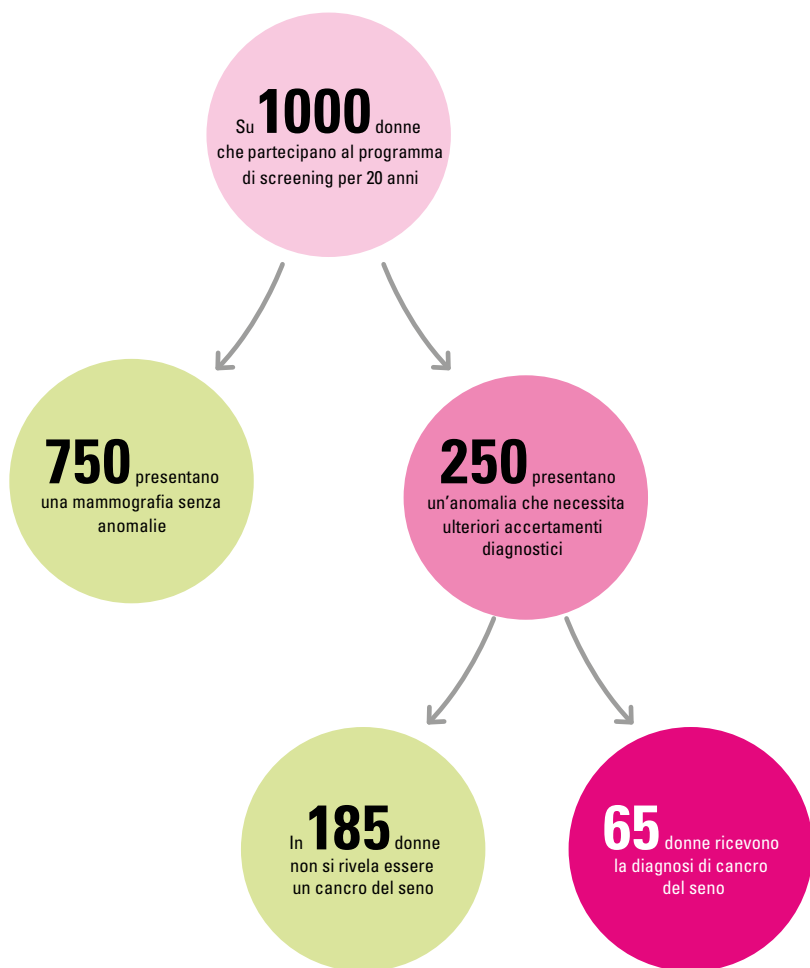 Su 1000 donne
che partecipano al programma
di screening per 20 anni
750 presentano
una mammografia senza
anomalie
250 presentano
un’anomalia che necessita
ulteriori accertamenti
diagnostici
In 185 donne
non si rivela essere
un cancro del seno
65 donne ricevono
la diagnosi di cancro
del seno